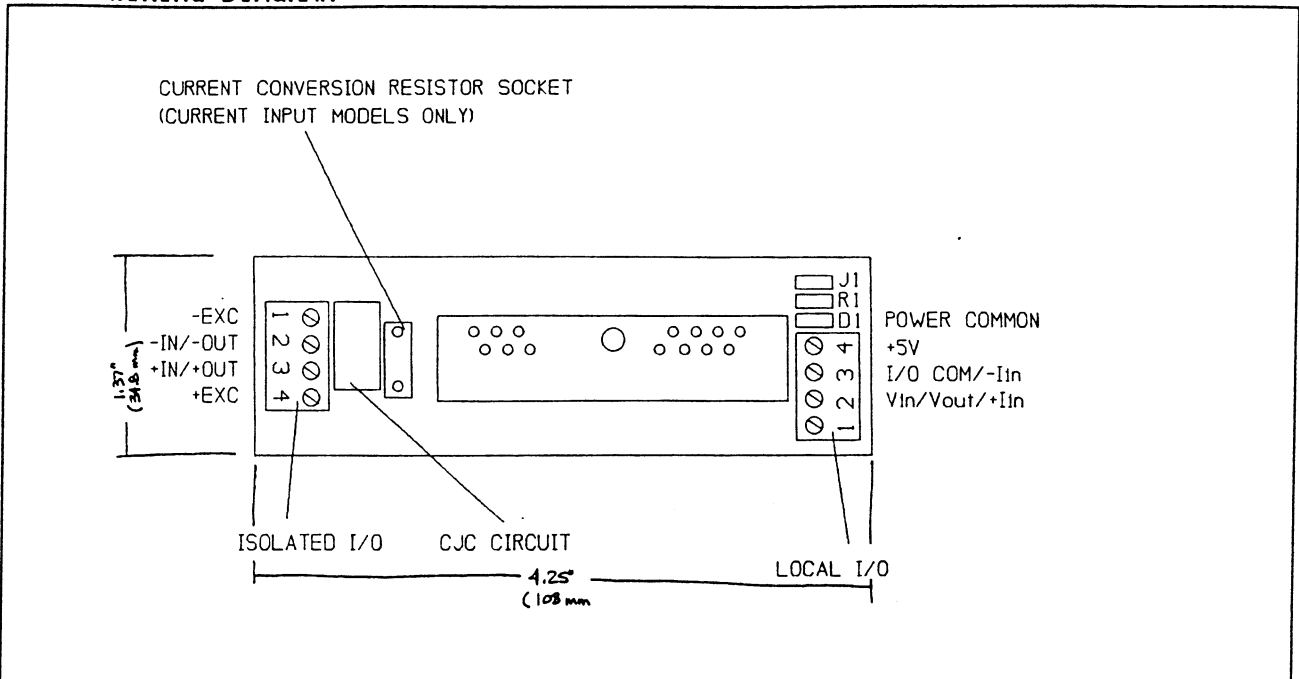 CURRENT CONVERSION RESISTOR SOCKET
(CURRENT INPUT MODELS ONLY)
J1
R1
D1
-EXC
-IN/-OUT
+IN/+OUT
+EXC
1
2
3
4
POWER COMMON
+5V
I/O COM/-Iin
Vin/Vout/+Iin
4
3
2
1
1.37"
(34.8 mm)
ISOLATED I/O
CJC CIRCUIT
LOCAL I/O
4.25"
(108 mm